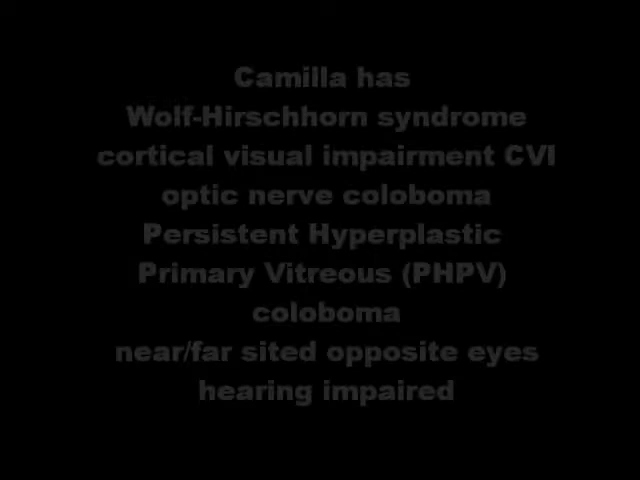 Camilla has
Wolf-Hirschhorn syndrome
cortical visual impairment CVI
optic nerve coloboma
Persistent Hyperplastic
Primary Vitreous (PHPV)
coloboma
near/far sited opposite eyes
hearing impaired